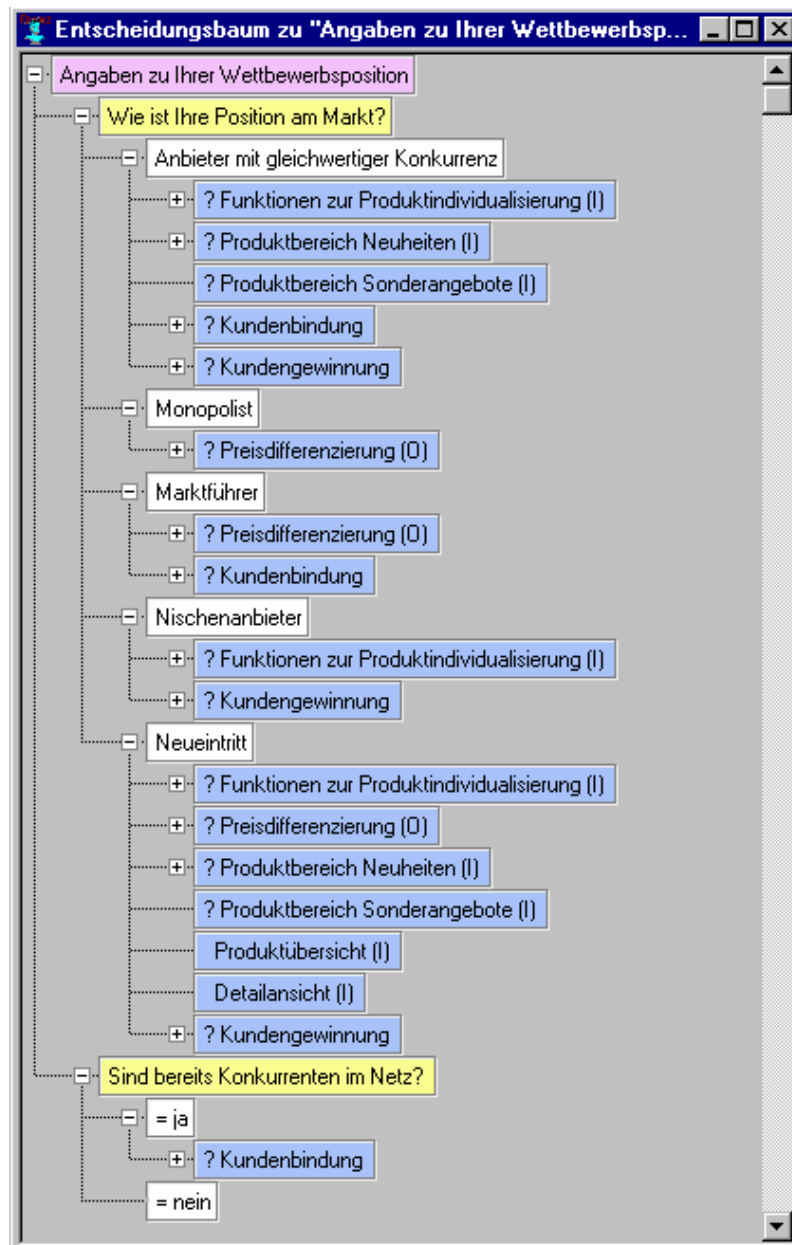 Entscheidungsbaum zu "Angaben zu Ihrer Wettbewerbsp...
Angaben zu Ihrer Wettbewerbsposition
Wie ist Ihre Position am Markt?
Anbieter mit gleichwertiger Konkurrenz
? Funktionen zur Produktindividualisierung (I)
? Produktbereich Neuheiten (I)
? Produktbereich Sonderangebote (I)
? Kundenbindung
? Kundengewinnung
Monopolist
? Preisdifferenzierung (O)
Marktführer
? Preisdifferenzierung (O)
? Kundenbindung
Nischenanbieter
? Funktionen zur Produktindividualisierung (I)
? Kundengewinnung
Neueintritt
? Funktionen zur Produktindividualisierung (I)
? Preisdifferenzierung (O)
? Produktbereich Neuheiten (I)
? Produktbereich Sonderangebote (I)
Produktübersicht (I)
Detailansicht (I)
? Kundengewinnung
Sind bereits Konkurrenten im Netz?
= ja
? Kundenbindung
= nein